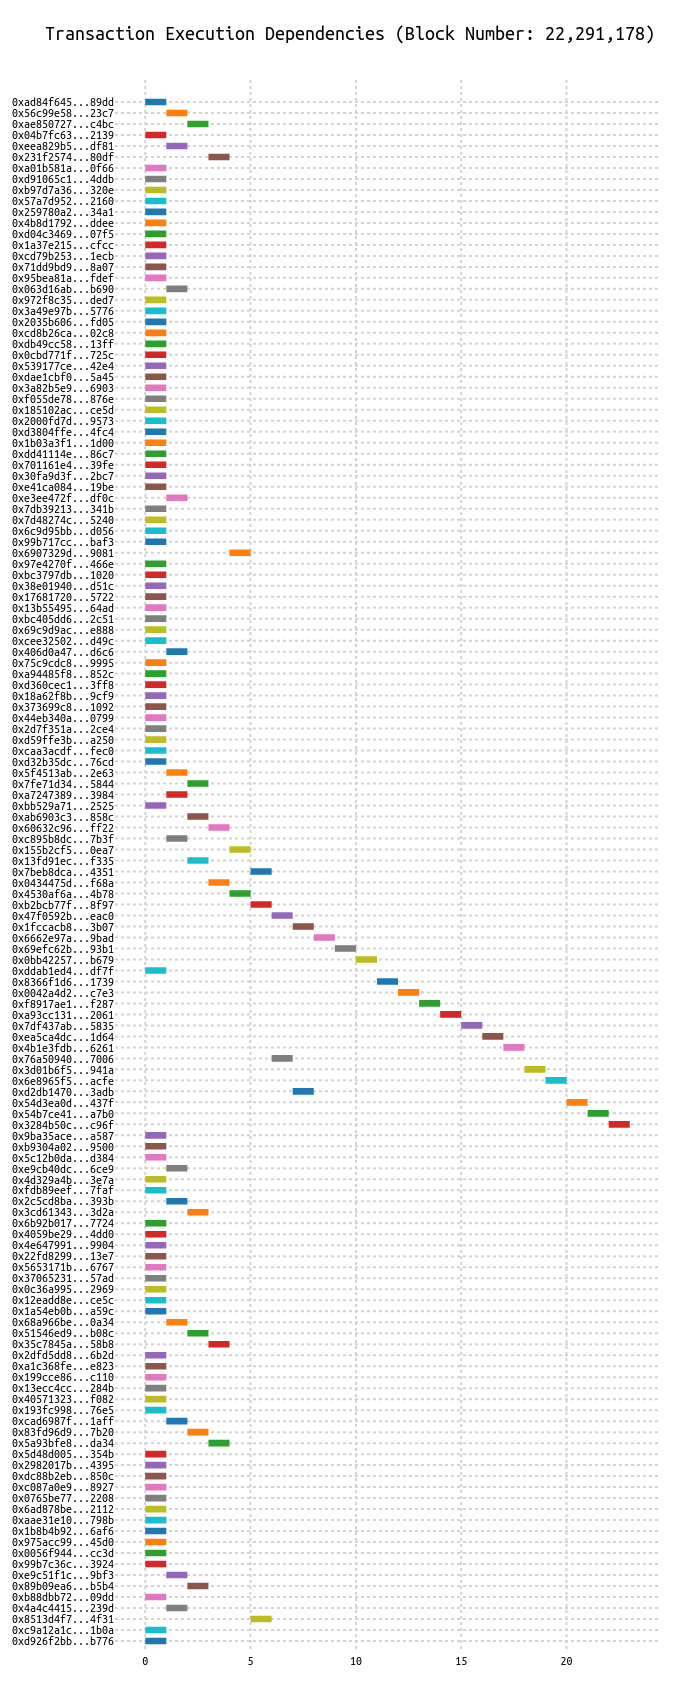 Transaction Execution Dependencies (Block Number: 22,291,178)
0xad84f645...89dd
0x56c99e58...23c7
0xae850727...c4bc
0x04b7fc63...2139
0xeea829b5...df81
0x231f2574...80df
0xa01b581a...0f66
0xd91065c1...4ddb
0xb97d7a36...320e
0x57a7d952...2160
0x259780a2...34a1
0x4b8d1792...ddee
0xd04c3469...07f5
0x1a37e215...cfcc
0xcd79b253...1ecb
0x71dd9bd9...8a07
0x95bea81a...fdef
0x063d16ab...b690
0x972f8c35...ded7
0x3a49e97b...5776
0x2035b606...fd05
0xcd8b26ca...02c8
0xdb49cc58...13ff
0x0cbd771f...725c
0x539177ce...42e4
0xdae1cbf0...5a45
0x3a82b5e9...6903
0xf055de78...876e
0x185102ac...ce5d
0x2000fd7d...9573
0xd3804ffe...4fc4
0x1b03a3f1...1d00
0xdd41114e...86c7
0x701161e4...39fe
0x30fa9d3f...2bc7
0xe41ca084...19be
0xe3ee472f...df0c
0x7db39213...341b
0x7d48274c...5240
0x6c9d95bb...d056
0x99b717cc...baf3
0x6907329d...9081
0x97e4270f...466e
0xbc3797db...1020
0x38e01940...d51c
0x17681720...5722
0x13b55495...64ad
0xbc405dd6...2c51
0x69c9d9ac...e888
0xcee32502...d49c
0x406d0a47...d6c6
0x75c9cdc8...9995
0xa94485f8...852c
0xd360cec1...3ff8
0x18a62f8b...9cf9
0x373699c8...1092
0x44eb340a...0799
0x2d7f351a...2ce4
0xd59ffe3b...a250
0xcaa3acdf...fec0
0xd32b35dc...76cd
0x5f4513ab...2e63
0x7fe71d34...5844
0xa7247389...3984
0xbb529a71...2525
0xab6903c3...858c
0x60632c96...ff22
0xc895b8dc...7b3f
0x155b2cf5...0ea7
0x13fd91ec...f335
0x7beb8dca...4351
0x0434475d...f68a
0x4530af6a...4b78
0xb2bcb77f...8f97
0x47f0592b...eac0
0x1fccacb8...3b07
0x6662e97a...9bad
0x69efc62b...93b1
0x0bb42257...b679
0xddab1ed4...df7f
0x8366f1d6...1739
0x0042a4d2...c7e3
0xf8917ae1...f287
0xa93cc131...2061
0x7df437ab...5835
0xea5ca4dc...1d64
0x4b1e3fdb...6261
0x76a50940...7006
0x3d01b6f5...941a
0x6e8965f5...acfe
0xd2db1470...3adb
0x54d3ea0d...437f
0x54b7ce41...a7b0
0x3284b50c...c96f
0x9ba35ace...a587
0xb9304a02...9500
0x5c12b0da...d384
0xe9cb40dc...6ce9
0x4d329a4b...3e7a
0xfdb89eef...7faf
0x2c5cd8ba...393b
0x3cd61343...3d2a
0x6b92b017...7724
0x4059be29...4dd0
0x4e647991...9904
0x22fd8299...13e7
0x5653171b...6767
0x37065231...57ad
0x0c36a995...2969
0x12eadd8e...ce5c
0x1a54eb0b...a59c
0x68a966be...0a34
0x51546ed9...b08c
0x35c7845a...58b8
0x2dfd5dd8...6b2d
0xa1c368fe...e823
0x199cce86...c110
0x13ecc4cc...284b
0x40571323...f082
0x193fc998...76e5
0xcad6987f...1aff
0x83fd96d9...7b20
0x5a93bfe8...da34
0x5d48d005...354b
0x2982017b...4395
0xdc88b2eb...850c
0xc087a0e9...8927
0x0765be77...2208
0x6ad878be...2112
0xaae31e10...798b
0x1b8b4b92...6af6
0x975acc99...45d0
0x0056f944...cc3d
0x99b7c36c...3924
0xe9c51f1c...9bf3
0x89b09ea6...b5b4
0xb88dbb72...09dd
0x4a4c4415...239d
0x8513d4f7...4f31
0xc9a12a1c...1b0a
0xd926f2bb...b776
0 5 10 15 20